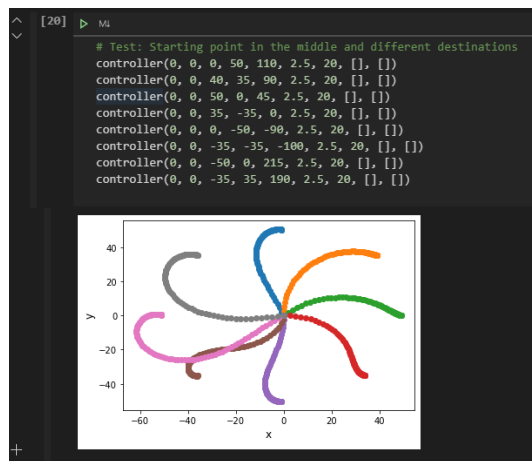 [20] M↓
# Test: Starting point in the middle and different destinations
controller(0, 0, 0, 50, 110, 2.5, 20, [], [])
controller(0, 0, 40, 35, 90, 2.5, 20, [], [])
controller(0, 0, 50, 0, 45, 2.5, 20, [], [])
controller(0, 0, 35, -35, 0, 2.5, 20, [], [])
controller(0, 0, 0, -50, -90, 2.5, 20, [], [])
controller(0, 0, -35, -35, -100, 2.5, 20, [], [])
controller(0, 0, -50, 0, 215, 2.5, 20, [], [])
controller(0, 0, -35, 35, 190, 2.5, 20, [], [])
40
20
0
−20
−40
y
−60 −40 −20 0 20 40
x